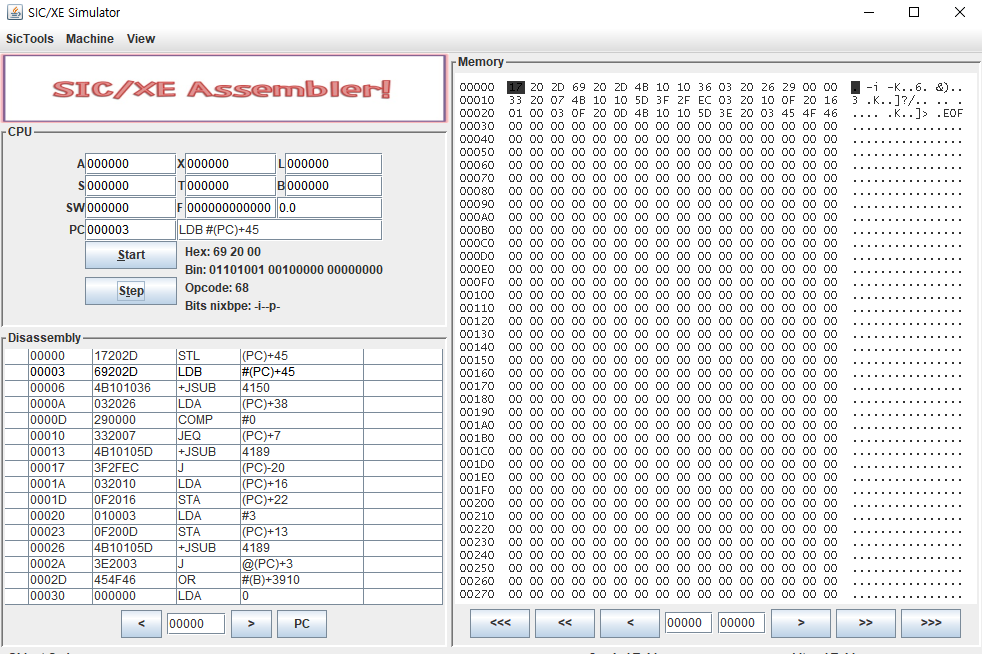 SIC/XE Simulator
SicTools Machine View
SIC/XE Assembler!
CPU
A 000000 X 000000 L 000000
S 000000 T 000000 B 000000
SW 000000 F 000000000000 0.0
PC 000003 LDB #(PC)+45
Start
Hex: 69 20 00
Bin: 01101001 00100000 00000000
Step
Opcode: 68
Bits nixbpe: -i--p-
Disassembly
00000 17202D STL (PC)+45
00003 69202D LDB #(PC)+45
00006 4B101036 +JSUB 4150
0000A 032026 LDA (PC)+38
0000D 290000 COMP #0
00010 332007 JEQ (PC)+7
00013 4B10105D +JSUB 4189
00017 3F2FEC J (PC)-20
0001A 032010 LDA (PC)+16
0001D 0F2016 STA (PC)+22
00020 010003 LDA #3
00023 0F200D STA (PC)+13
00026 4B10105D +JSUB 4189
0002A 3E2003 J @(PC)+3
0002D 454F46 OR #(B)+3910
00030 000000 LDA 0
< 00000 > PC
Memory
00000 17 20 2D 69 20 2D 4B 10 10 36 03 20 26 29 00 00 . -i -K..6. &)..
00010 33 20 07 4B 10 10 5D 3F 2F EC 03 20 10 0F 20 16 3 .K..]?/.. .. .
00020 01 00 03 0F 20 0D 4B 10 10 5D 3E 20 03 45 4F 46 .... .K..]> .EOF
00030 00 00 00 00 00 00 00 00 00 00 00 00 00 00 00 00 ................
00040 00 00 00 00 00 00 00 00 00 00 00 00 00 00 00 00 ................
00050 00 00 00 00 00 00 00 00 00 00 00 00 00 00 00 00 ................
00060 00 00 00 00 00 00 00 00 00 00 00 00 00 00 00 00 ................
00070 00 00 00 00 00 00 00 00 00 00 00 00 00 00 00 00 ................
00080 00 00 00 00 00 00 00 00 00 00 00 00 00 00 00 00 ................
00090 00 00 00 00 00 00 00 00 00 00 00 00 00 00 00 00 ................
000A0 00 00 00 00 00 00 00 00 00 00 00 00 00 00 00 00 ................
000B0 00 00 00 00 00 00 00 00 00 00 00 00 00 00 00 00 ................
000C0 00 00 00 00 00 00 00 00 00 00 00 00 00 00 00 00 ................
000D0 00 00 00 00 00 00 00 00 00 00 00 00 00 00 00 00 ................
000E0 00 00 00 00 00 00 00 00 00 00 00 00 00 00 00 00 ................
000F0 00 00 00 00 00 00 00 00 00 00 00 00 00 00 00 00 ................
00100 00 00 00 00 00 00 00 00 00 00 00 00 00 00 00 00 ................
00110 00 00 00 00 00 00 00 00 00 00 00 00 00 00 00 00 ................
00120 00 00 00 00 00 00 00 00 00 00 00 00 00 00 00 00 ................
00130 00 00 00 00 00 00 00 00 00 00 00 00 00 00 00 00 ................
00140 00 00 00 00 00 00 00 00 00 00 00 00 00 00 00 00 ................
00150 00 00 00 00 00 00 00 00 00 00 00 00 00 00 00 00 ................
00160 00 00 00 00 00 00 00 00 00 00 00 00 00 00 00 00 ................
00170 00 00 00 00 00 00 00 00 00 00 00 00 00 00 00 00 ................
00180 00 00 00 00 00 00 00 00 00 00 00 00 00 00 00 00 ................
00190 00 00 00 00 00 00 00 00 00 00 00 00 00 00 00 00 ................
001A0 00 00 00 00 00 00 00 00 00 00 00 00 00 00 00 00 ................
001B0 00 00 00 00 00 00 00 00 00 00 00 00 00 00 00 00 ................
001C0 00 00 00 00 00 00 00 00 00 00 00 00 00 00 00 00 ................
001D0 00 00 00 00 00 00 00 00 00 00 00 00 00 00 00 00 ................
001E0 00 00 00 00 00 00 00 00 00 00 00 00 00 00 00 00 ................
001F0 00 00 00 00 00 00 00 00 00 00 00 00 00 00 00 00 ................
00200 00 00 00 00 00 00 00 00 00 00 00 00 00 00 00 00 ................
00210 00 00 00 00 00 00 00 00 00 00 00 00 00 00 00 00 ................
00220 00 00 00 00 00 00 00 00 00 00 00 00 00 00 00 00 ................
00230 00 00 00 00 00 00 00 00 00 00 00 00 00 00 00 00 ................
00240 00 00 00 00 00 00 00 00 00 00 00 00 00 00 00 00 ................
00250 00 00 00 00 00 00 00 00 00 00 00 00 00 00 00 00 ................
00260 00 00 00 00 00 00 00 00 00 00 00 00 00 00 00 00 ................
00270 00 00 00 00 00 00 00 00 00 00 00 00 00 00 00 00 ................
<<< << < 00000 00000 > >> >>>